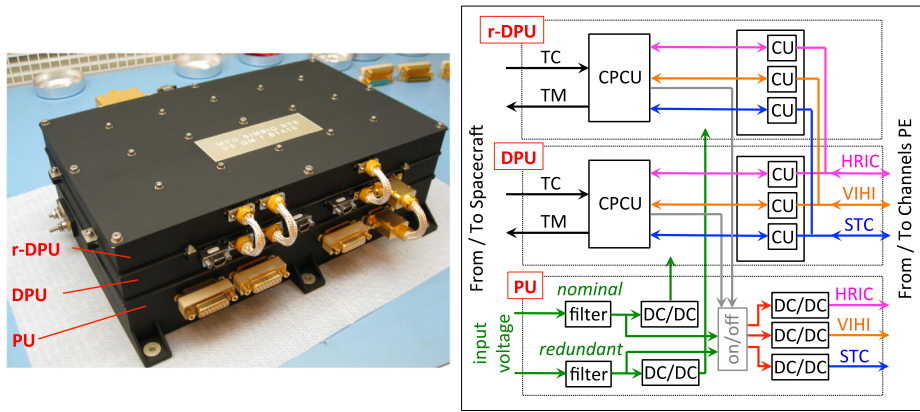 r-DPU
DPU
PU
r-DPU
TC
TM
CPCU
CU
CU
CU
DPU
TC
TM
CPCU
CU
CU
CU
HRIC
VIHI
STC
From / To Spacecraft
From / To Channels PE
PU
nominal
filter
DC/DC
input
voltage
redundant
filter
DC/DC
on/off
DC/DC
DC/DC
DC/DC
HRIC
VIHI
STC